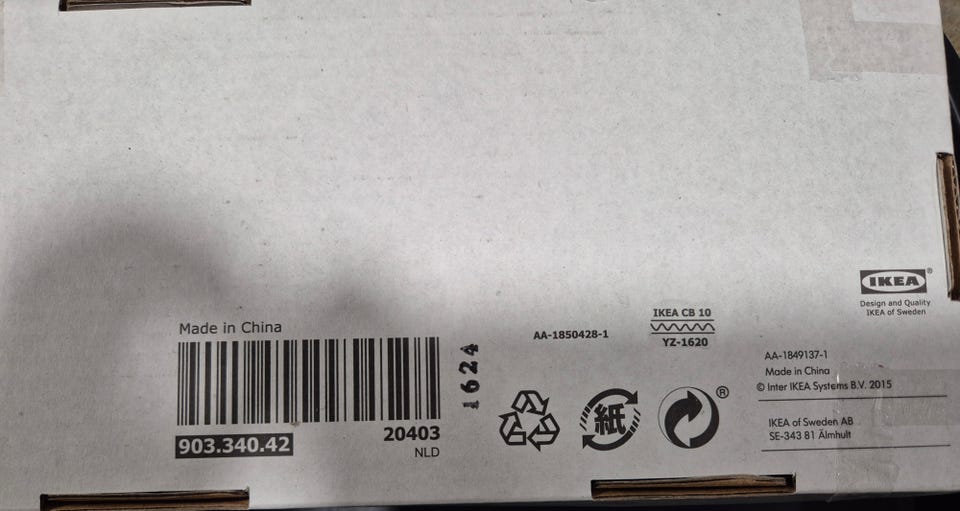 Made in China
903.340.42
20403
NLD
1624
AA-1850428-1
IKEA CB 10
YZ-1620
紙
®
IKEA®
Design and Quality
IKEA of Sweden
AA-1849137-1
Made in China
© Inter IKEA Systems B.V. 2015
IKEA of Sweden AB
SE-343 81 Älmhult